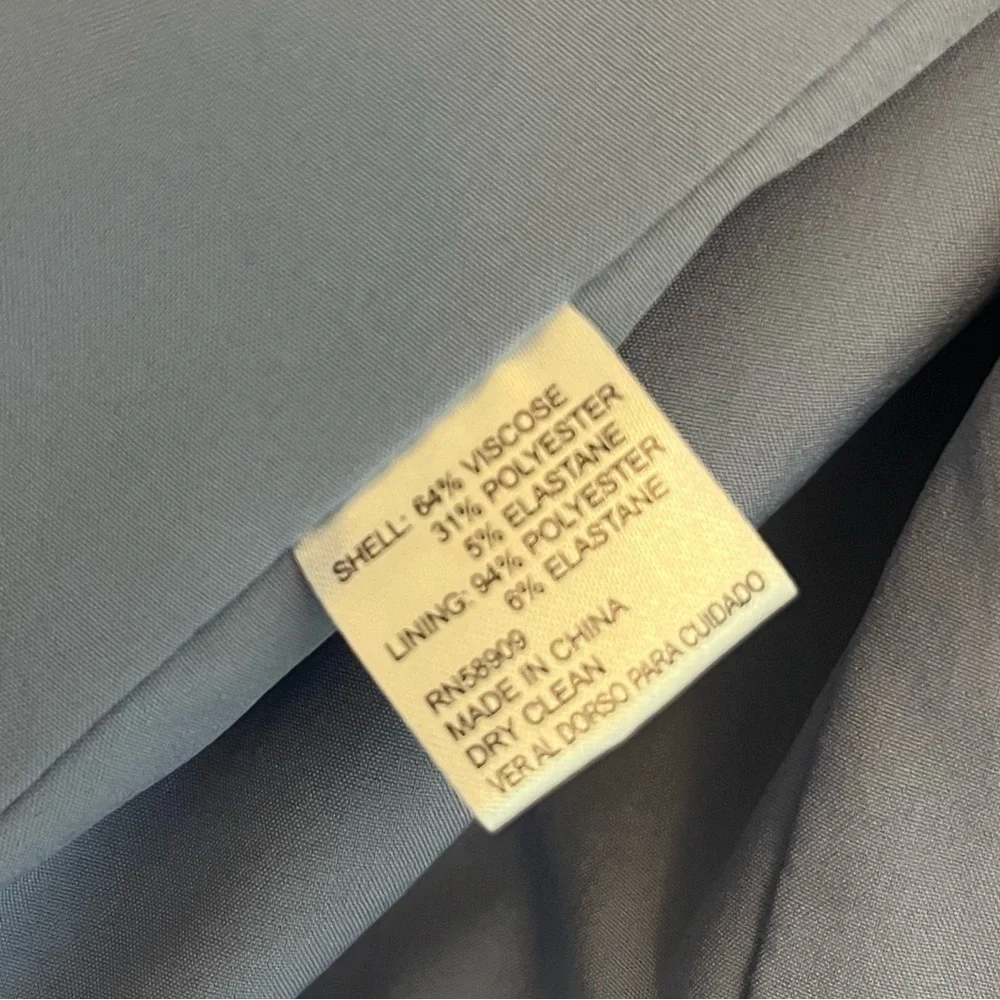 SHELL: 64% VISCOSE
31% POLYESTER
5% ELASTANE
LINING: 94% POLYESTER
6% ELASTANE
RN58909
MADE IN CHINA
DRY CLEAN
VER AL DORSO PARA CUIDADO